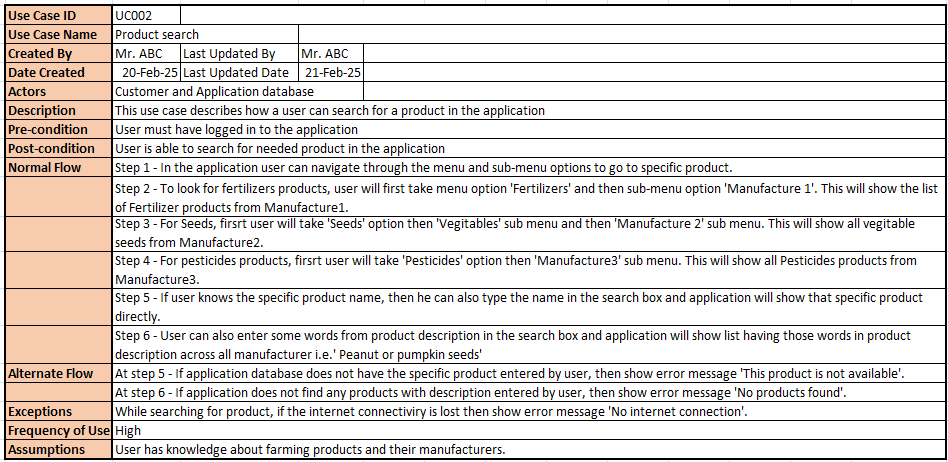 Use Case ID UC002
Use Case Name Product search
Created By Mr. ABC Last Updated By Mr. ABC
Date Created 20-Feb-25 Last Updated Date 21-Feb-25
Actors Customer and Application database
Description This use case describes how a user can search for a product in the application
Pre-condition User must have logged in to the application
Post-condition User is able to search for needed product in the application
Normal Flow Step 1 - In the application user can navigate through the menu and sub-menu options to go to specific product.
Step 2 - To look for fertilizers products, user will first take menu option 'Fertilizers' and then sub-menu option 'Manufacture 1'. This will show the list
of Fertilizer products from Manufacture1.
Step 3 - For Seeds, firsrt user will take 'Seeds' option then 'Vegitables' sub menu and then 'Manufacture 2' sub menu. This will show all vegitable
seeds from Manufacture2.
Step 4 - For pesticides products, firsrt user will take 'Pesticides' option then 'Manufacture3' sub menu. This will show all Pesticides products from
Manufacture3.
Step 5 - If user knows the specific product name, then he can also type the name in the search box and application will show that specific product
directly.
Step 6 - User can also enter some words from product description in the search box and application will show list having those words in product
description across all manufacturer i.e.' Peanut or pumpkin seeds'
Alternate Flow At step 5 - If application database does not have the specific product entered by user, then show error message 'This product is not available'.
At step 6 - If application does not find any products with description entered by user, then show error message 'No products found'.
Exceptions While searching for product, if the internet connectiviry is lost then show error message 'No internet connection'.
Frequency of Use High
Assumptions User has knowledge about farming products and their manufacturers.